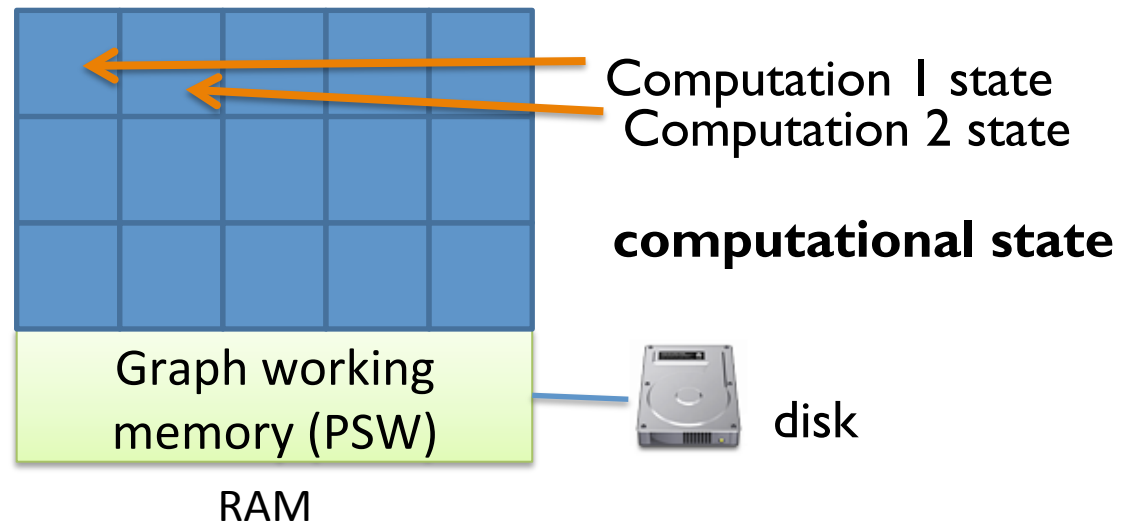 Computation 1 state
Computation 2 state
computational state
Graph working
memory (PSW)
disk
RAM